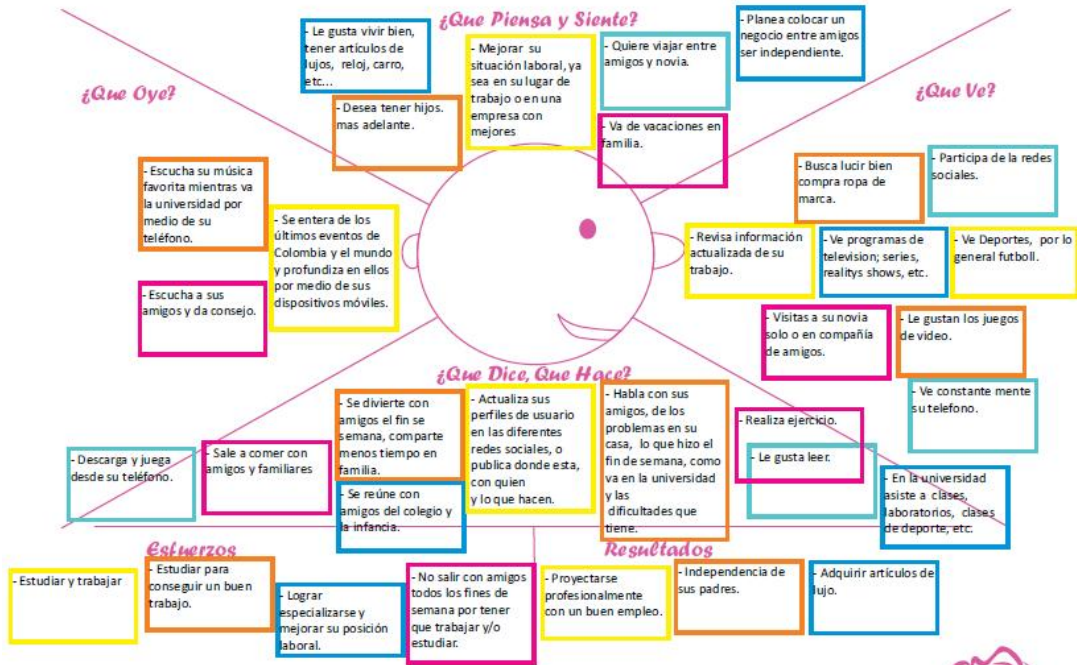 ¿Que Piensa y Siente?
- Le gusta vivir bien,
tener artículos de
lujos, reloj, carro,
etc...
- Desea tener hijos.
mas adelante.
- Mejorar su
situación laboral, ya
sea en su lugar de
trabajo o en una
empresa con
mejores
- Quiere viajar entre
amigos y novia.
- Planea colocar un
negocio entre amigos
ser independiente.
- Va de vacaciones en
familia.
¿Que Oye?
- Escucha su música
favorita mientras va
la universidad por
medio de su
teléfono.
- Se entera de los
últimos eventos de
Colombia y el mundo
y profundiza en ellos
por medio de sus
dispositivos móviles.
- Escucha a sus
amigos y da consejo.
¿Que Ve?
- Busca lucir bien
compra ropa de
marca.
- Participa de la redes
sociales.
- Revisa información
actualizada de su
trabajo.
- Ve programas de
television; series,
realitys shows, etc.
- Ve Deportes, por lo
general futboll.
- Visitas a su novia
solo o en compañía
de amigos.
- Le gustan los juegos
de video.
- Ve constante mente
su telefono.
¿Que Dice, Que Hace?
- Descarga y juega
desde su teléfono.
- Sale a comer con
amigos y familiares
- Se divierte con
amigos el fin se
semana, comparte
menos tiempo en
familia.
- Se reúne con
amigos del colegio y
la infancia.
- Actualiza sus
perfiles de usuario
en las diferentes
redes sociales, o
publica donde esta,
con quien
y lo que hacen.
- Habla con sus
amigos, de los
problemas en su
casa, lo que hizo el
fin de semana, como
va en la universidad
y las
dificultades que
tiene.
- Realiza ejercicio.
- Le gusta leer.
- En la universidad
asiste a clases,
laboratorios, clases
de deporte, etc.
Esfuerzos
- Estudiar y trabajar
- Estudiar para
conseguir un buen
trabajo.
- Lograr
especializarse y
mejorar su posición
laboral.
- No salir con amigos
todos los fines de
semana por tener
que trabajar y/o
estudiar.
Resultados
- Proyectarse
profesionalmente
con un buen empleo.
- Independencia de
sus padres.
- Adquirir artículos de
lujo.